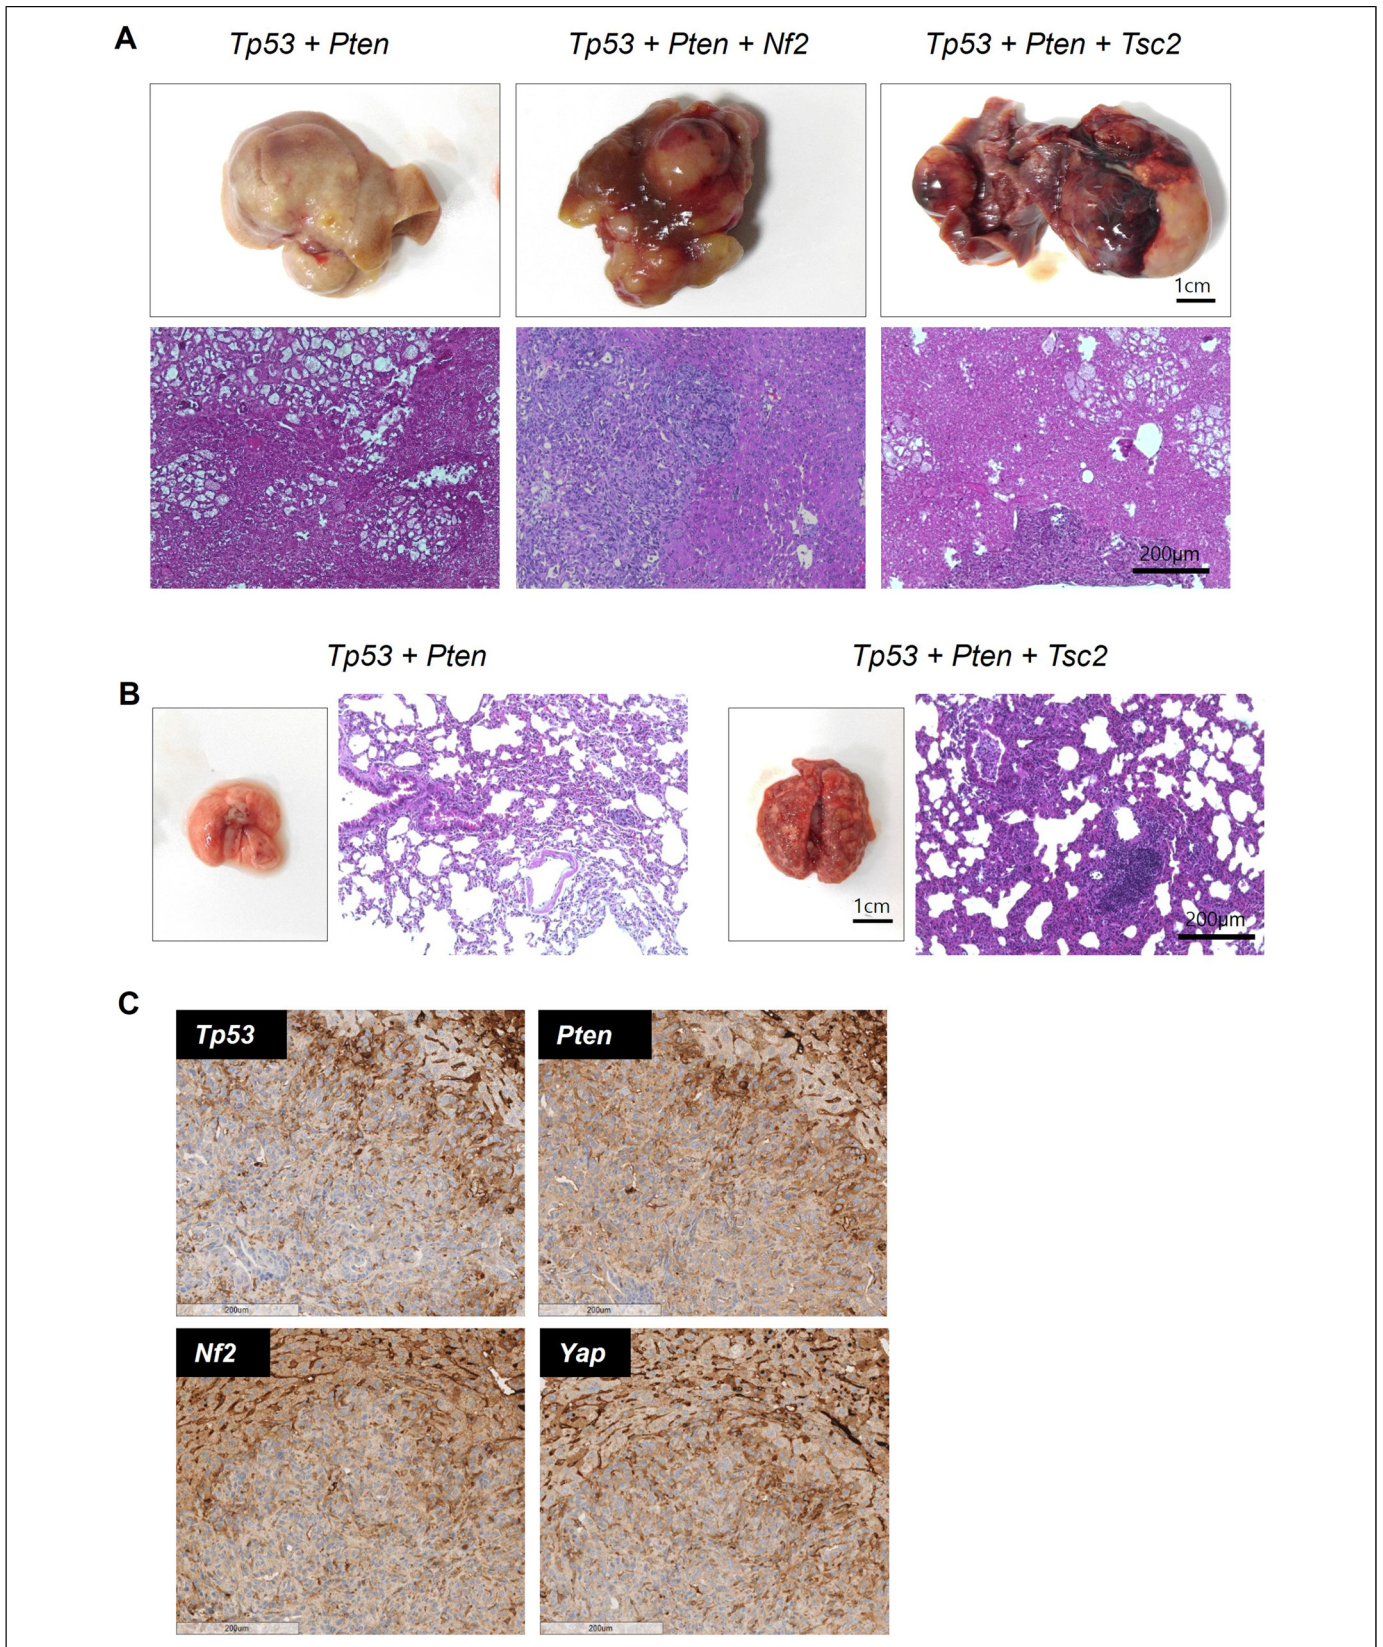 A
Tp53 + Pten
Tp53 + Pten + Nf2
Tp53 + Pten + Tsc2
1cm
200μm
Tp53 + Pten
Tp53 + Pten + Tsc2
B
1cm
200μm
C
Tp53
Pten
200um
200um
Nf2
Yap
200um
200um